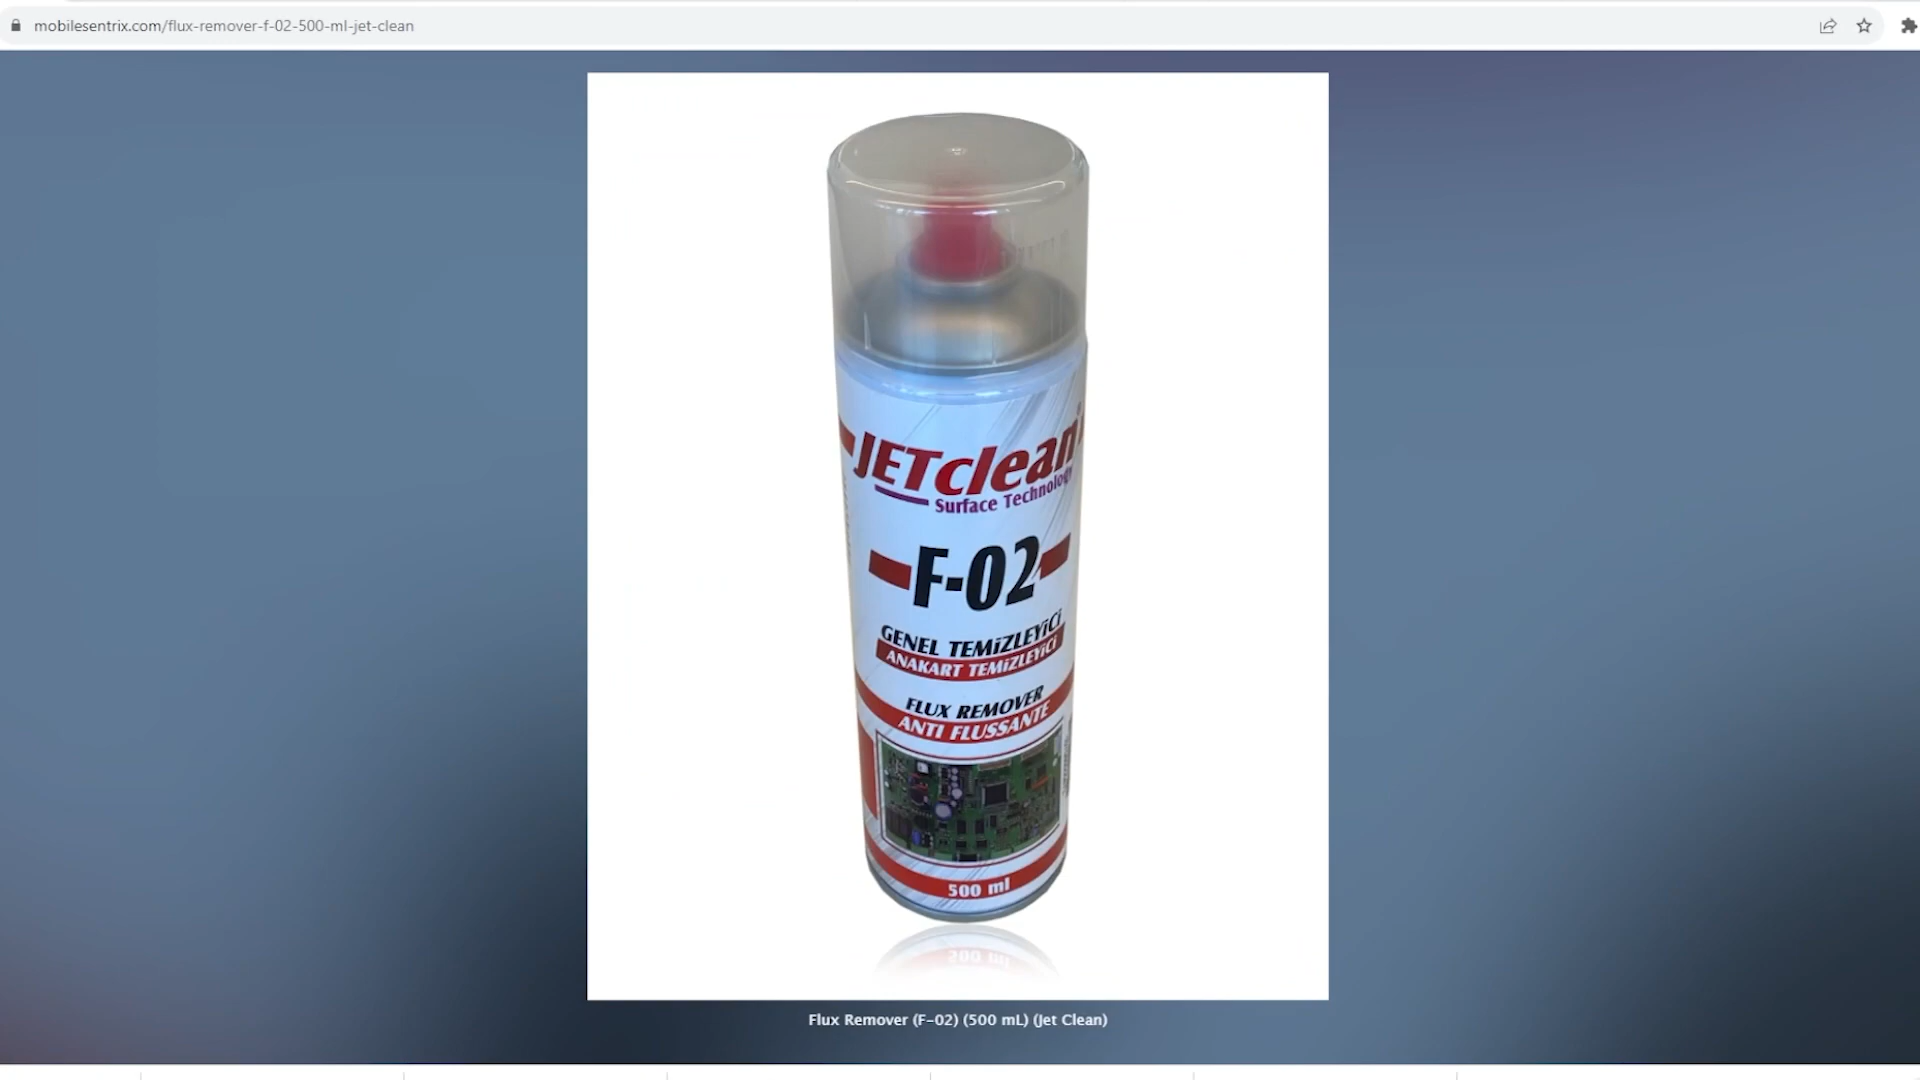 mobilesentrix.com/flux-remover-f-02-500-ml-jet-clean
JETclean
Surface Technology
F-02
GENEL TEMİZLEYİCİ
ANAKART TEMİZLEYİCİ
FLUX REMOVER
ANTI FLUSSANTE
500 ml
Flux Remover (F-02) (500 mL) (Jet Clean)